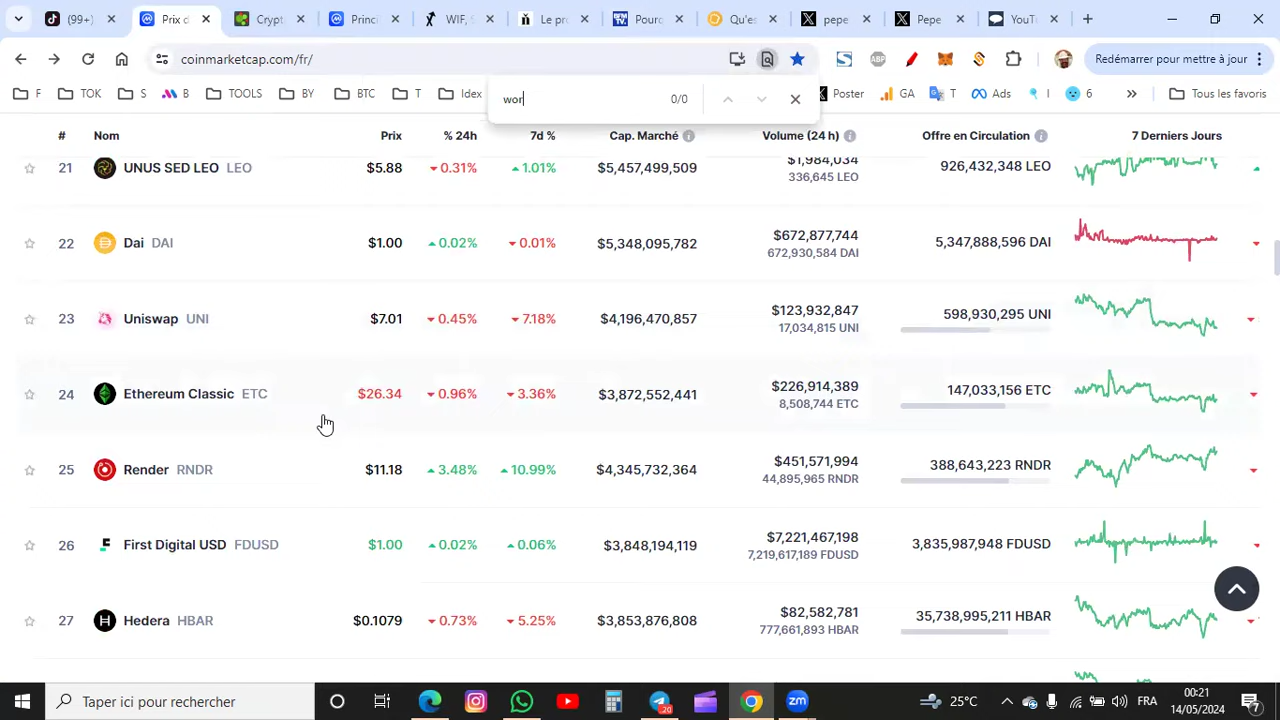 (99+)
Prix d
Crypt
Princi
WIF, S
Le pro
Pourc
Qu'es
pepe
Pepe
YouTu
coinmarketcap.com/fr/
Redémarrer pour mettre à jour
F
TOK
S
B
TOOLS
BY
BTC
T
Idex
Poster
GA
T
Ads
I
6
Tous les favoris
wor
0/0
# Nom Prix % 24h 7d % Cap. Marché Volume (24 h) Offre en Circulation 7 Derniers Jours
21 UNUS SED LEO LEO $5.88 0.31% 1.01% $5,457,499,509 $1,984,034 926,432,348 LEO
336,645 LEO
22 Dai DAI $1.00 0.02% 0.01% $5,348,095,782 $672,877,744 5,347,888,596 DAI
672,930,584 DAI
23 Uniswap UNI $7.01 0.45% 7.18% $4,196,470,857 $123,932,847 598,930,295 UNI
17,034,815 UNI
24 Ethereum Classic ETC $26.34 0.96% 3.36% $3,872,552,441 $226,914,389 147,033,156 ETC
8,508,744 ETC
25 Render RNDR $11.18 3.48% 10.99% $4,345,732,364 $451,571,994 388,643,223 RNDR
44,895,965 RNDR
26 First Digital USD FDUSD $1.00 0.02% 0.06% $3,848,194,119 $7,221,467,198 3,835,987,948 FDUSD
7,219,617,189 FDUSD
27 Hedera HBAR $0.1079 0.73% 5.25% $3,853,876,808 $82,582,781 35,738,995,211 HBAR
777,661,893 HBAR
Taper ici pour rechercher
20
zm
25°C
FRA
00:21
14/05/2024
7